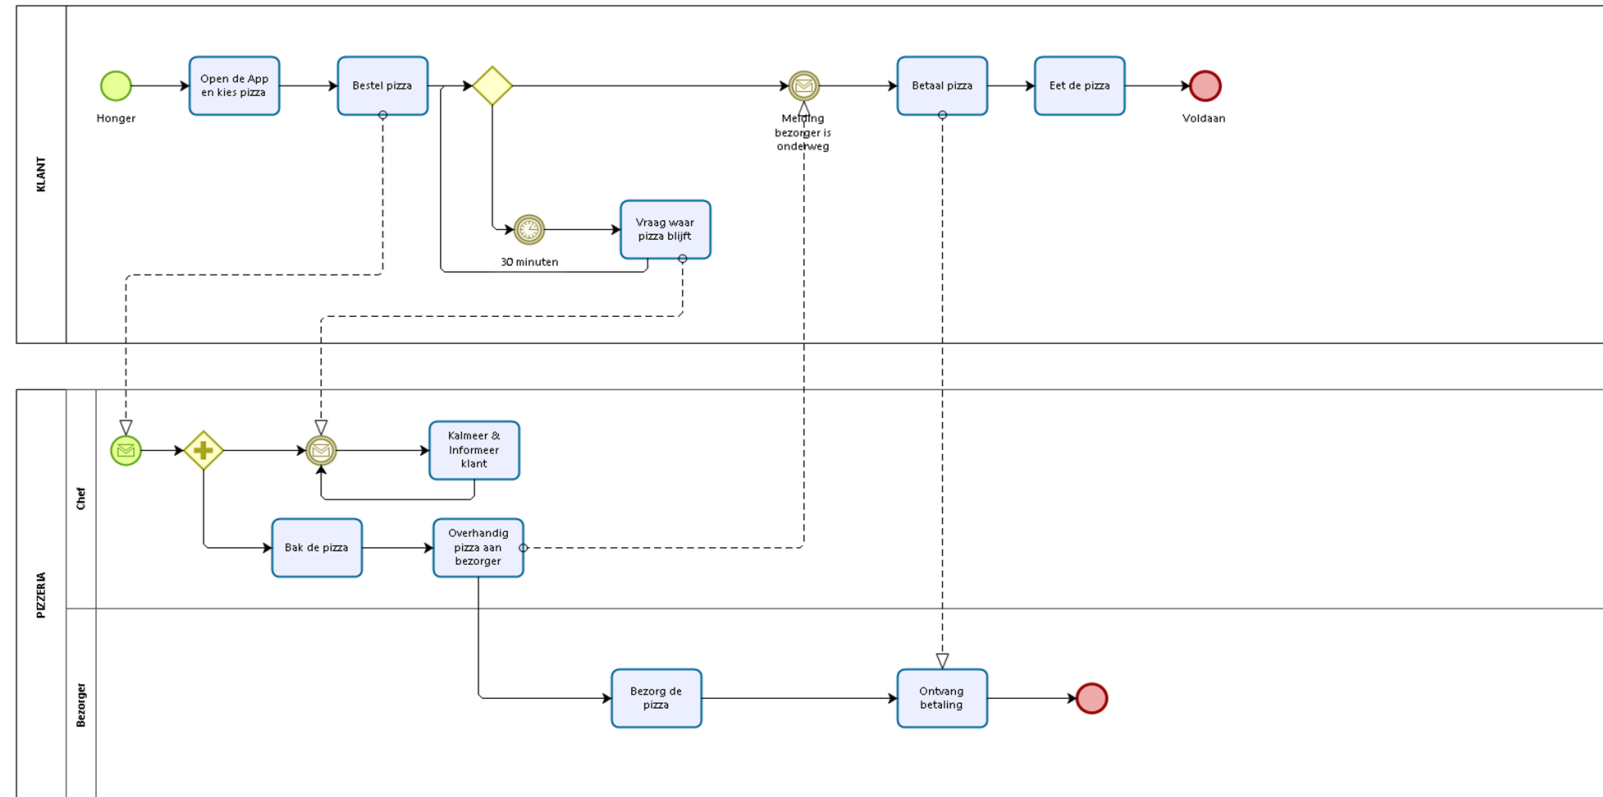 KLANT
Honger
Open de App
en kies pizza
Bestel pizza
30 minuten
Vraag waar
pizza blijft
Melding
bezorger is
onderweg
Betaal pizza
Eet de pizza
Voldaan
PIZZERIA
Chef
Kalmeer &
Informeer
klant
Bak de pizza
Overhandig
pizza aan
bezorger
Bezorger
Bezorg de
pizza
Ontvang
betaling